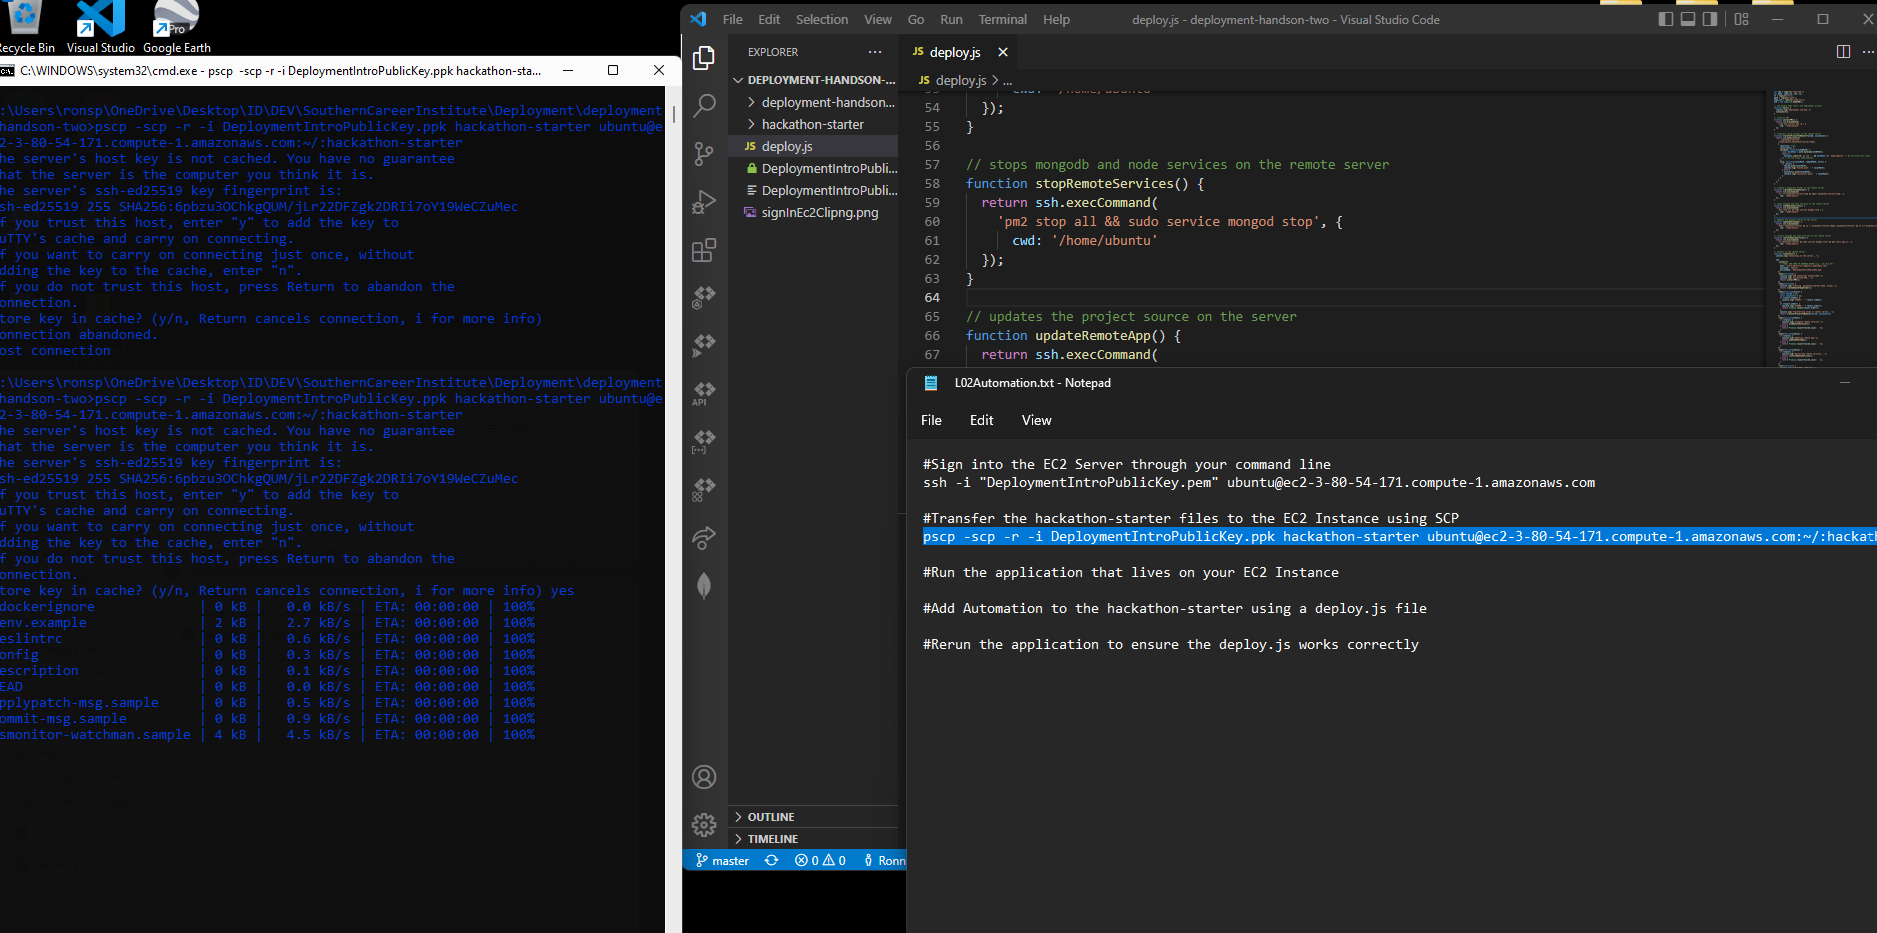 Recycle Bin
Visual Studio
Google Earth
Pro
C:\WINDOWS\system32\cmd.exe - pscp  -scp -r -i DeploymentIntroPublicKey.ppk hackathon-sta...
:\Users\ronsp\OneDrive\Desktop\ID\DEV\SouthernCareerInstitute\Deployment\deployment
handson-two>pscp -scp -r -i DeploymentIntroPublicKey.ppk hackathon-starter ubuntu@e
2-3-80-54-171.compute-1.amazonaws.com:~/:hackathon-starter
he server's host key is not cached. You have no guarantee
hat the server is the computer you think it is.
he server's ssh-ed25519 key fingerprint is:
sh-ed25519 255 SHA256:6pbzu3OChkgQUM/jLr22DFZgk2DRIi7oY19WeCZuMec
f you trust this host, enter "y" to add the key to
uTTY's cache and carry on connecting.
f you want to carry on connecting just once, without
dding the key to the cache, enter "n".
f you do not trust this host, press Return to abandon the
onnection.
tore key in cache? (y/n, Return cancels connection, i for more info)
onnection abandoned.
ost connection
:\Users\ronsp\OneDrive\Desktop\ID\DEV\SouthernCareerInstitute\Deployment\deployment
handson-two>pscp -scp -r -i DeploymentIntroPublicKey.ppk hackathon-starter ubuntu@e
2-3-80-54-171.compute-1.amazonaws.com:~/:hackathon-starter
he server's host key is not cached. You have no guarantee
hat the server is the computer you think it is.
he server's ssh-ed25519 key fingerprint is:
sh-ed25519 255 SHA256:6pbzu3OChkgQUM/jLr22DFZgk2DRIi7oY19WeCZuMec
f you trust this host, enter "y" to add the key to
uTTY's cache and carry on connecting.
f you want to carry on connecting just once, without
dding the key to the cache, enter "n".
f you do not trust this host, press Return to abandon the
onnection.
tore key in cache? (y/n, Return cancels connection, i for more info) yes
dockerignore | 0 kB | 0.0 kB/s | ETA: 00:00:00 | 100%
env.example | 2 kB | 2.7 kB/s | ETA: 00:00:00 | 100%
eslintrc | 0 kB | 0.6 kB/s | ETA: 00:00:00 | 100%
onfig | 0 kB | 0.3 kB/s | ETA: 00:00:00 | 100%
escription | 0 kB | 0.1 kB/s | ETA: 00:00:00 | 100%
EAD | 0 kB | 0.0 kB/s | ETA: 00:00:00 | 100%
pplypatch-msg.sample | 0 kB | 0.5 kB/s | ETA: 00:00:00 | 100%
ommit-msg.sample | 0 kB | 0.9 kB/s | ETA: 00:00:00 | 100%
smonitor-watchman.sample | 4 kB | 4.5 kB/s | ETA: 00:00:00 | 100%
File Edit Selection View Go Run Terminal Help
deploy.js - deployment-handson-two - Visual Studio Code
EXPLORER
DEPLOYMENT-HANDSON-...
deployment-handson...
hackathon-starter
JS deploy.js
DeploymentIntroPubli...
DeploymentIntroPubli...
signInEc2Clipng.png
API
OUTLINE
TIMELINE
master 0 0 Ronn
JS deploy.js
JS deploy.js > ...
53 cwd: '/home/ubuntu'
54 });
55 }
56
57 // stops mongodb and node services on the remote server
58 function stopRemoteServices() {
59 return ssh.execCommand(
60 'pm2 stop all && sudo service mongod stop', {
61 cwd: '/home/ubuntu'
62 });
63 }
64
65 // updates the project source on the server
66 function updateRemoteApp() {
67 return ssh.execCommand(
L02Automation.txt - Notepad
File Edit View
#Sign into the EC2 Server through your command line
ssh -i "DeploymentIntroPublicKey.pem" ubuntu@ec2-3-80-54-171.compute-1.amazonaws.com
#Transfer the hackathon-starter files to the EC2 Instance using SCP
pscp -scp -r -i DeploymentIntroPublicKey.ppk hackathon-starter ubuntu@ec2-3-80-54-171.compute-1.amazonaws.com:~/:hackat
#Run the application that lives on your EC2 Instance
#Add Automation to the hackathon-starter using a deploy.js file
#Rerun the application to ensure the deploy.js works correctly